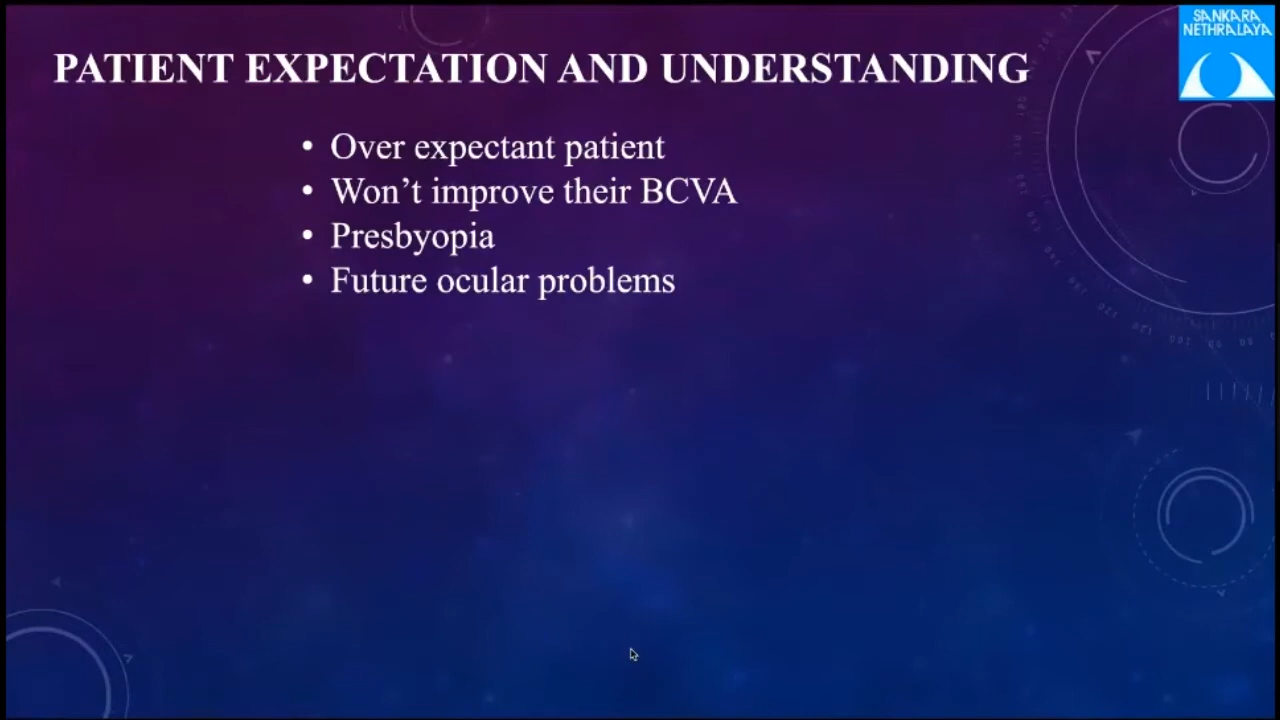 SANKARA
NETHRALAYA
PATIENT EXPECTATION AND UNDERSTANDING
• Over expectant patient
• Won’t improve their BCVA
• Presbyopia
• Future ocular problems